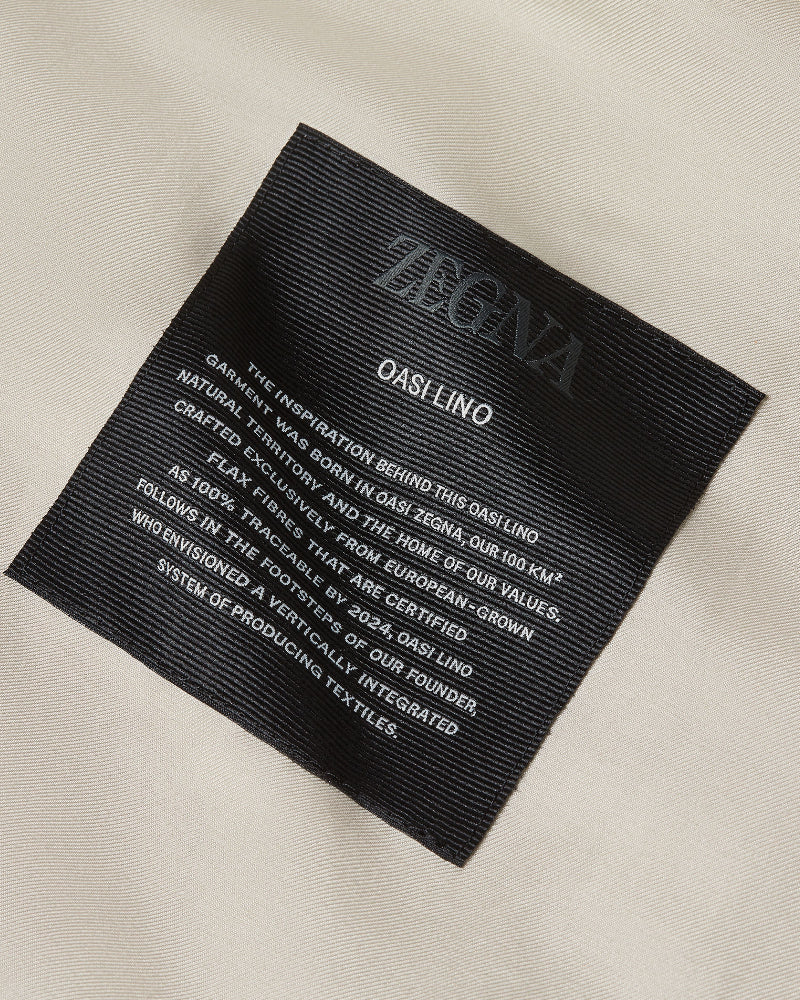 ZEGNA
OASI LINO
THE INSPIRATION BEHIND THIS OASI LINO
GARMENT WAS BORN IN OASI ZEGNA, OUR 100 KM²
NATURAL TERRITORY AND THE HOME OF OUR VALUES.
CRAFTED EXCLUSIVELY FROM EUROPEAN-GROWN
FLAX FIBRES THAT ARE CERTIFIED
AS 100% TRACEABLE BY 2024, OASI LINO
FOLLOWS IN THE FOOTSTEPS OF OUR FOUNDER,
WHO ENVISIONED A VERTICALLY INTEGRATED
SYSTEM OF PRODUCING TEXTILES.